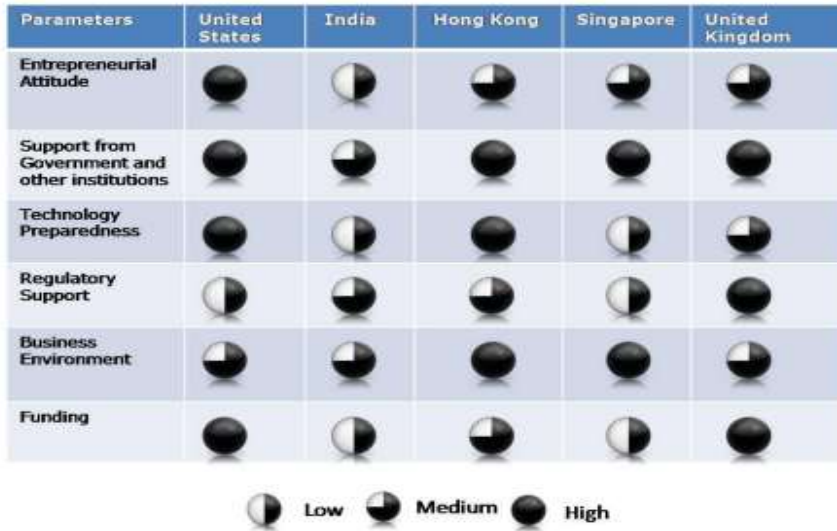 Parameters United States India Hong Kong Singapore United Kingdom
Entrepreneurial
Attitude
Support from
Government and
other institutions
Technology
Preparedness
Regulatory
Support
Business
Environment
Funding
Low Medium High